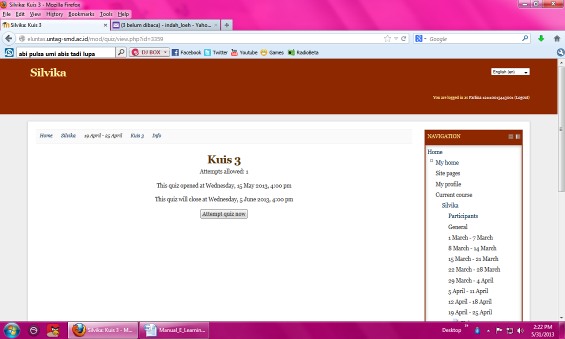 Silvika: Kuis 3 - Mozilla Firefox
File Edit View History Bookmarks Tools Help
Silvika: Kuis 3
(3 belum dibaca) - indah_loeh - Yahoo...
elontas.untag-smd.ac.id/mod/quiz/view.php?id=3359
Google
abi pulsa umi abis tadi lupa
DJ BOX
Facebook
Twitter
Youtube
Games
RadioBeta
Silvika
English (en)
You are logged in as
(Logout)
Home Silvika 19 April - 25 April Kuis 3 Info
Kuis 3
Attempts allowed: 1
This quiz opened at Wednesday, 15 May 2013, 4:00 pm
This quiz will close at Wednesday, 5 June 2013, 4:00 pm
Attempt quiz now
NAVIGATION
Home
My home
Site pages
My profile
Current course
Silvika
Participants
General
1 March - 7 March
8 March - 14 March
15 March - 21 March
22 March - 28 March
29 March - 4 April
5 April - 11 April
12 April - 18 April
19 April - 25 April
Silvika: Kuis 3 - M...
Manual_E_Learnin...
Desktop
2:22 PM
5/31/2013